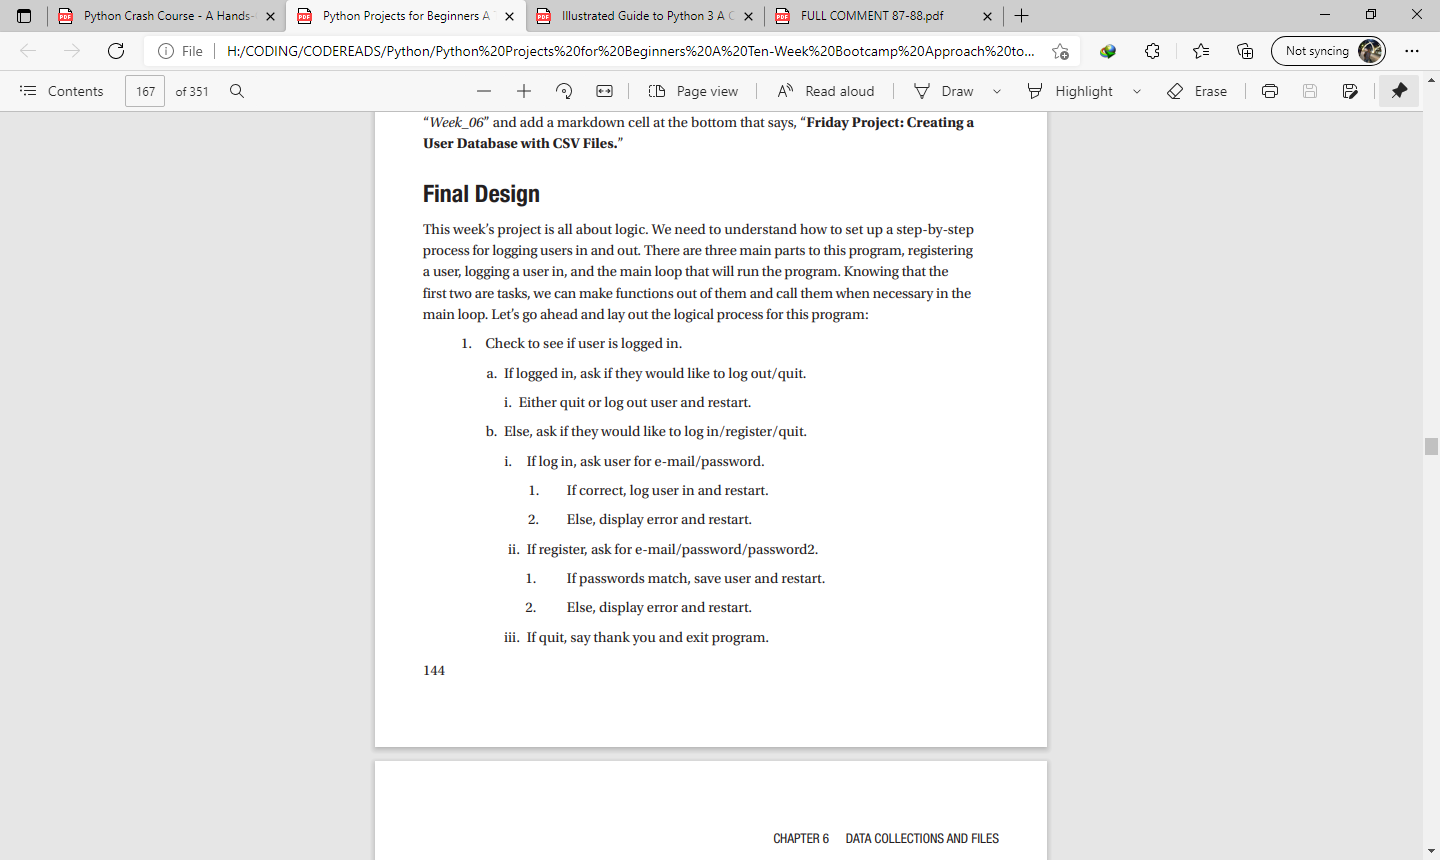 Python Crash Course - A Hands-
Python Projects for Beginners A
Illustrated Guide to Python 3 A C
FULL COMMENT 87-88.pdf
File
H:/CODING/CODEREADS/Python/Python%20Projects%20for%20Beginners%20A%20Ten-Week%20Bootcamp%20Approach%20to...
Not syncing
Contents
167
of 351
Page view
Read aloud
Draw
Highlight
Erase
“Week_06” and add a markdown cell at the bottom that says, “Friday Project: Creating a
User Database with CSV Files.”
Final Design
This week’s project is all about logic. We need to understand how to set up a step-by-step
process for logging users in and out. There are three main parts to this program, registering
a user, logging a user in, and the main loop that will run the program. Knowing that the
first two are tasks, we can make functions out of them and call them when necessary in the
main loop. Let’s go ahead and lay out the logical process for this program:
1. Check to see if user is logged in.
a. If logged in, ask if they would like to log out/quit.
i. Either quit or log out user and restart.
b. Else, ask if they would like to log in/register/quit.
i. If log in, ask user for e-mail/password.
1. If correct, log user in and restart.
2. Else, display error and restart.
ii. If register, ask for e-mail/password/password2.
1. If passwords match, save user and restart.
2. Else, display error and restart.
iii. If quit, say thank you and exit program.
144
CHAPTER 6 DATA COLLECTIONS AND FILES